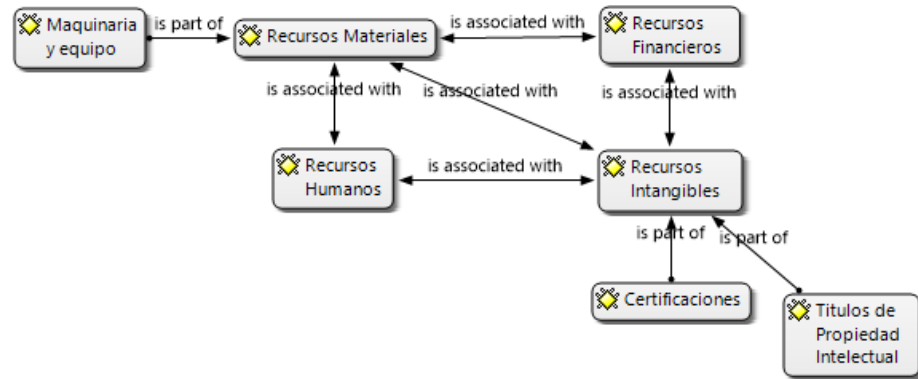 Maquinaria
y equipo
is part of
Recursos Materiales
is associated with
Recursos
Financieros
is associated with
is associated with
is associated with
Recursos
Humanos
is associated with
Recursos
Intangibles
is part of
is part of
Certificaciones
Titulos de
Propiedad
Intelectual